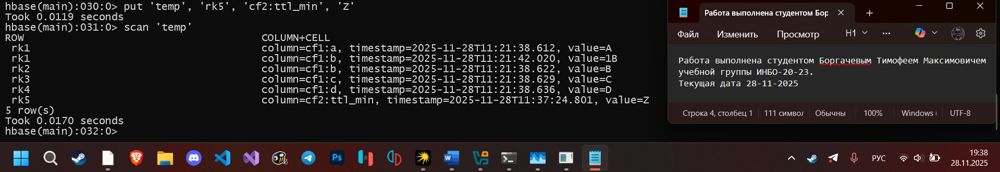 hbase(main):030:0> put 'temp', 'rk5', 'cf2:ttl_min', 'Z'
Took 0.0119 seconds
hbase(main):031:0> scan 'temp'
ROW COLUMN+CELL
rk1 column=cf1:a, timestamp=2025-11-28T11:21:38.612, value=A
rk1 column=cf1:b, timestamp=2025-11-28T11:21:42.020, value=1B
rk2 column=cf1:b, timestamp=2025-11-28T11:21:38.622, value=B
rk3 column=cf1:c, timestamp=2025-11-28T11:21:38.629, value=C
rk4 column=cf1:d, timestamp=2025-11-28T11:21:38.636, value=D
rk5 column=cf2:ttl_min, timestamp=2025-11-28T11:37:24.801, value=Z
5 row(s)
Took 0.0170 seconds
hbase(main):032:0>
Работа выполнена студентом Бор
Файл Изменить Просмотр H1 ...
Работа выполнена студентом Боргачевым Тимофеем Максимовичем
учебной группы ИНБО-20-23.
Текущая дата 28-11-2025
Строка 4, столбец 1 111 символ Обычны 100% Windows ( UTF-8
Ps
W
РУС
19:38
28.11.2025